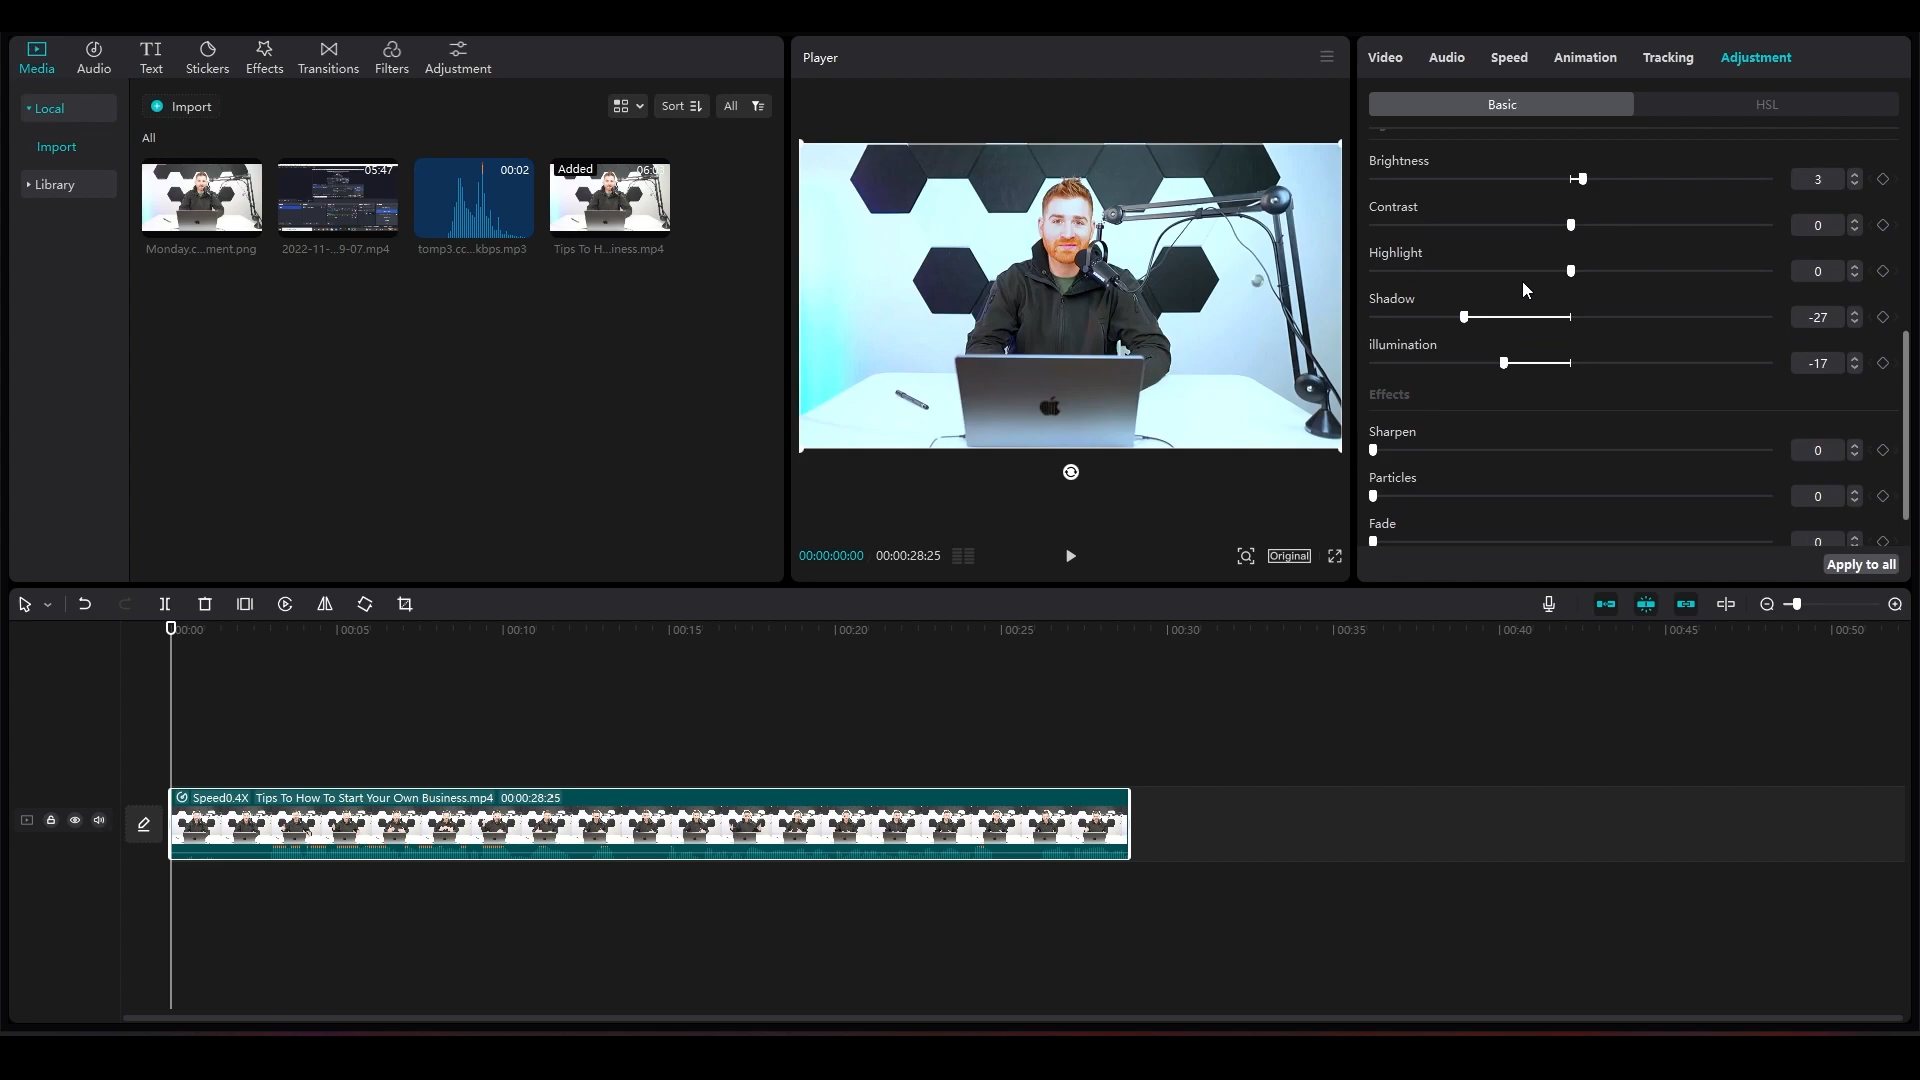 Media
Audio
Text
Stickers
Effects
Transitions
Filters
Adjustment
Local
Import
Library
Import
Sort
All
All
05:47
00:02
Added
Monday.c...ment.png
2022-11-...9-07.mp4
tomp3.cc...kbps.mp3
Tips To H...iness.mp4
Player
00:00:00:00
00:00:28:25
Original
Video
Audio
Speed
Animation
Tracking
Adjustment
Basic
HSL
Brightness
3
Contrast
0
Highlight
0
Shadow
-27
illumination
-17
Effects
Sharpen
0
Particles
0
Fade
0
Apply to all
00:00
00:05
00:10
00:15
00:20
00:25
00:30
00:35
00:40
00:45
00:50
Speed0.4X Tips To How To Start Your Own Business.mp4 00:00:28:25